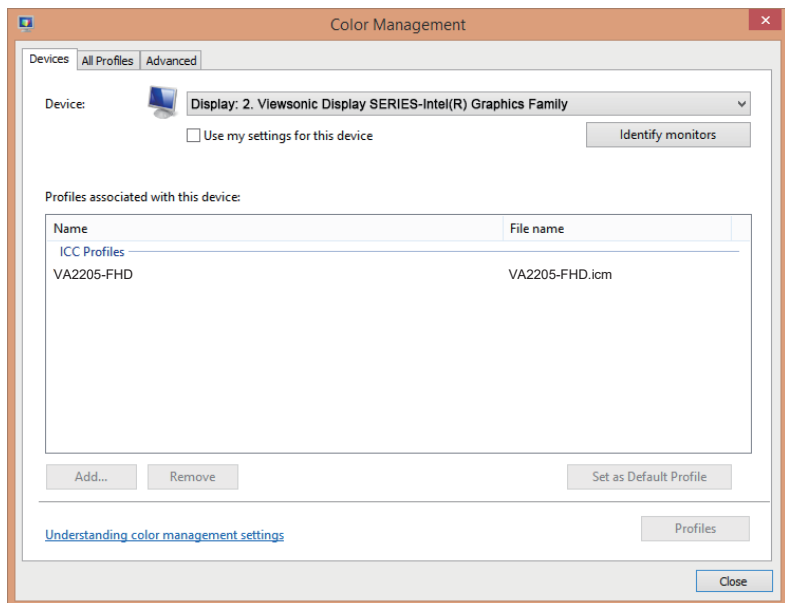 Color Management
Devices All Profiles Advanced
Device: Display: 2. Viewsonic Display SERIES-Intel(R) Graphics Family
Use my settings for this device Identify monitors
Profiles associated with this device:
Name File name
ICC Profiles
VA2205-FHD VA2205-FHD.icm
Add... Remove Set as Default Profile
Understanding color management settings Profiles
Close